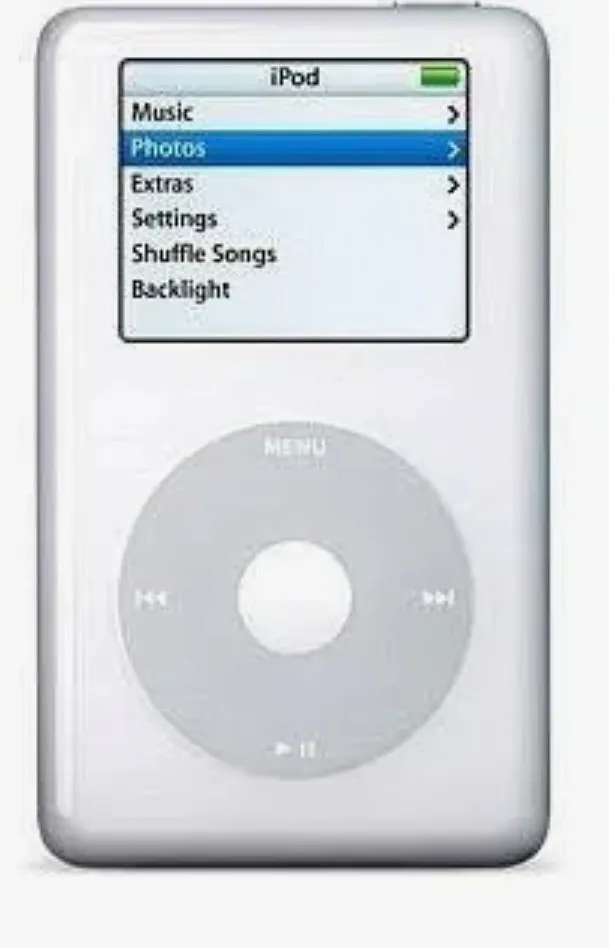 iPod
Music
Photos
Extras
Settings
Shuffle Songs
Backlight
MENU